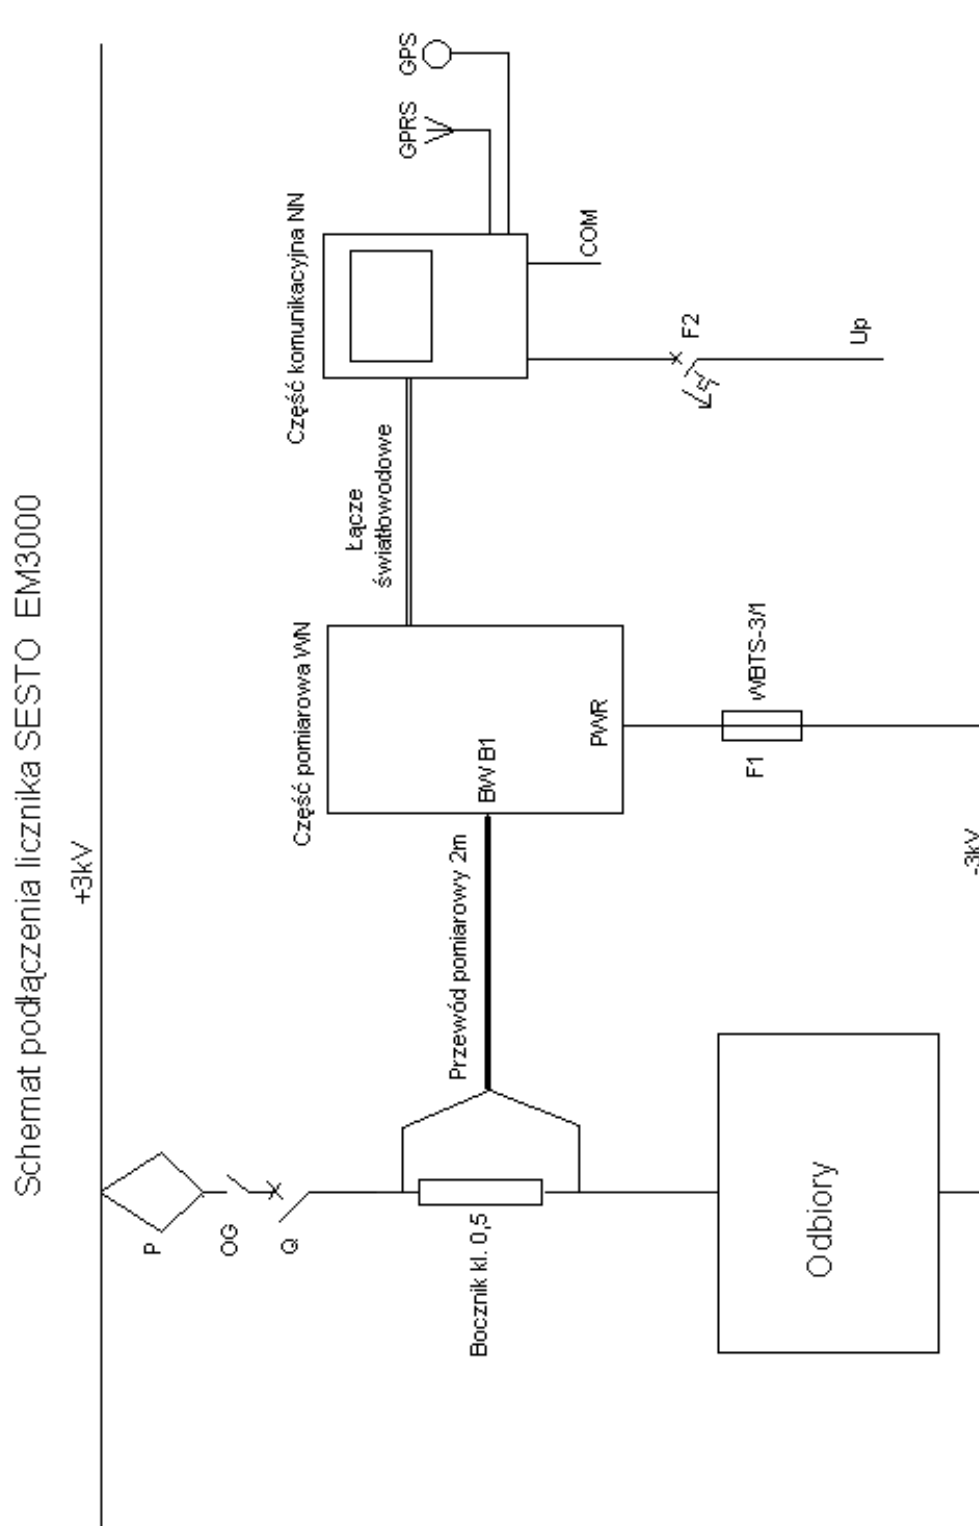 Schemat podłączenia licznika SESTO EM3000
+3kV
P
OG
Q
Bocznik kl. 0,5
Przewód pomiarowy 2m
Odbiory
Część pomiarowa WN
BW B1
PWR
F1
WBTS-3/1
-3kV
Łącze
światłowodowe
Część komunikacyjna NN
GPRS
GPS
COM
F2
Up